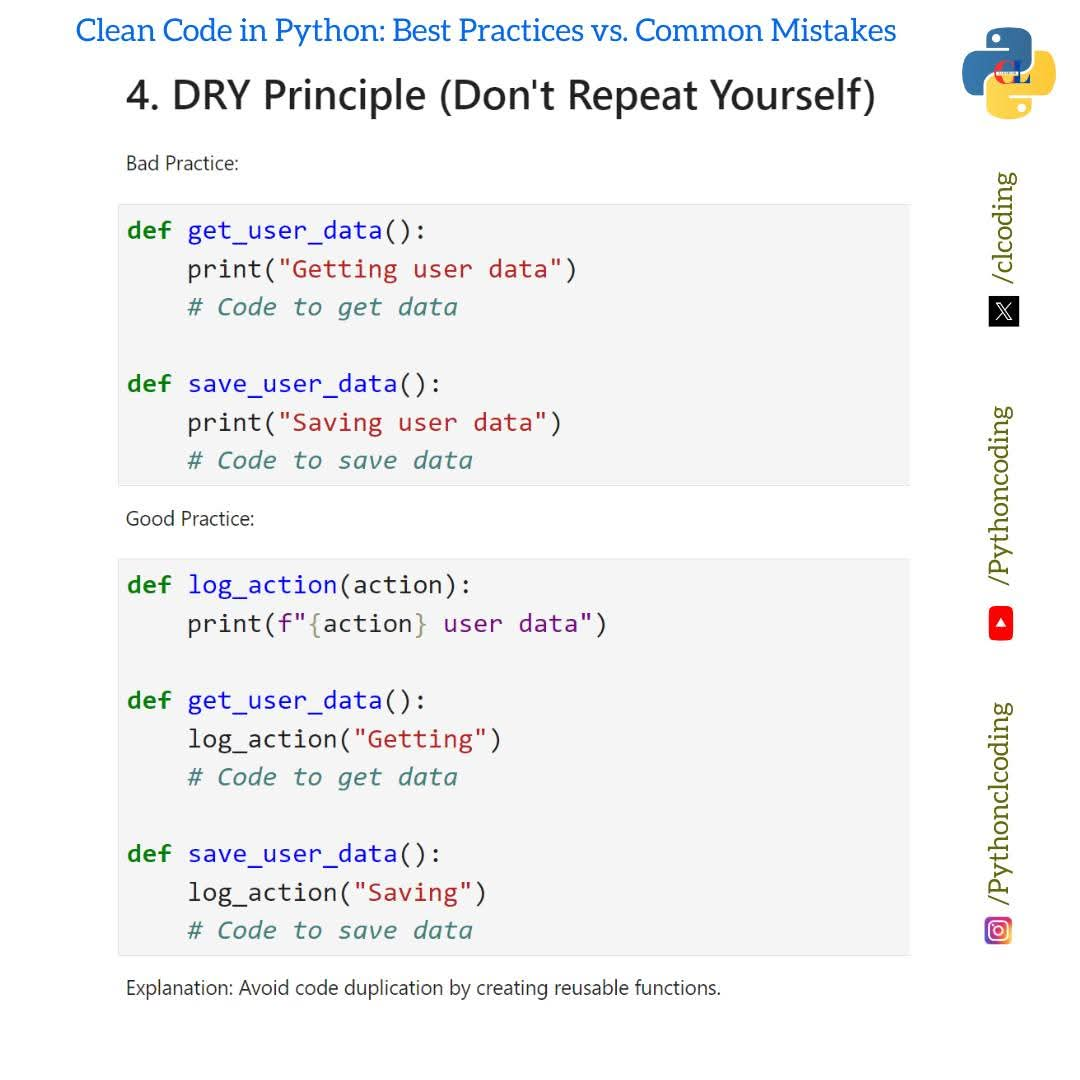 Clean Code in Python: Best Practices vs. Common Mistakes
4. DRY Principle (Don't Repeat Yourself)
Bad Practice:
def get_user_data():
    print("Getting user data")
    # Code to get data
def save_user_data():
    print("Saving user data")
    # Code to save data
Good Practice:
def log_action(action):
    print(f"{action} user data")
def get_user_data():
    log_action("Getting")
    # Code to get data
def save_user_data():
    log_action("Saving")
    # Code to save data
Explanation: Avoid code duplication by creating reusable functions.
CL
/clcoding
/Pythoncoding
/Pythonclcoding